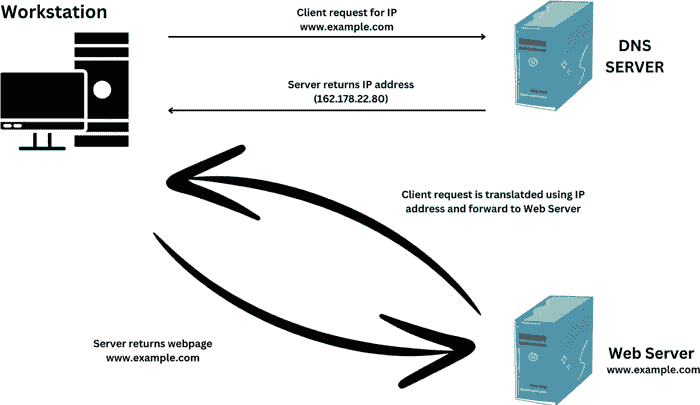 Workstation
Client request for IP
www.example.com
DNS
SERVER
Server returns IP address
(162.178.22.80)
Client request is translatded using IP
address and forward to Web Server
Server returns webpage
www.example.com
Web Server
www.example.com